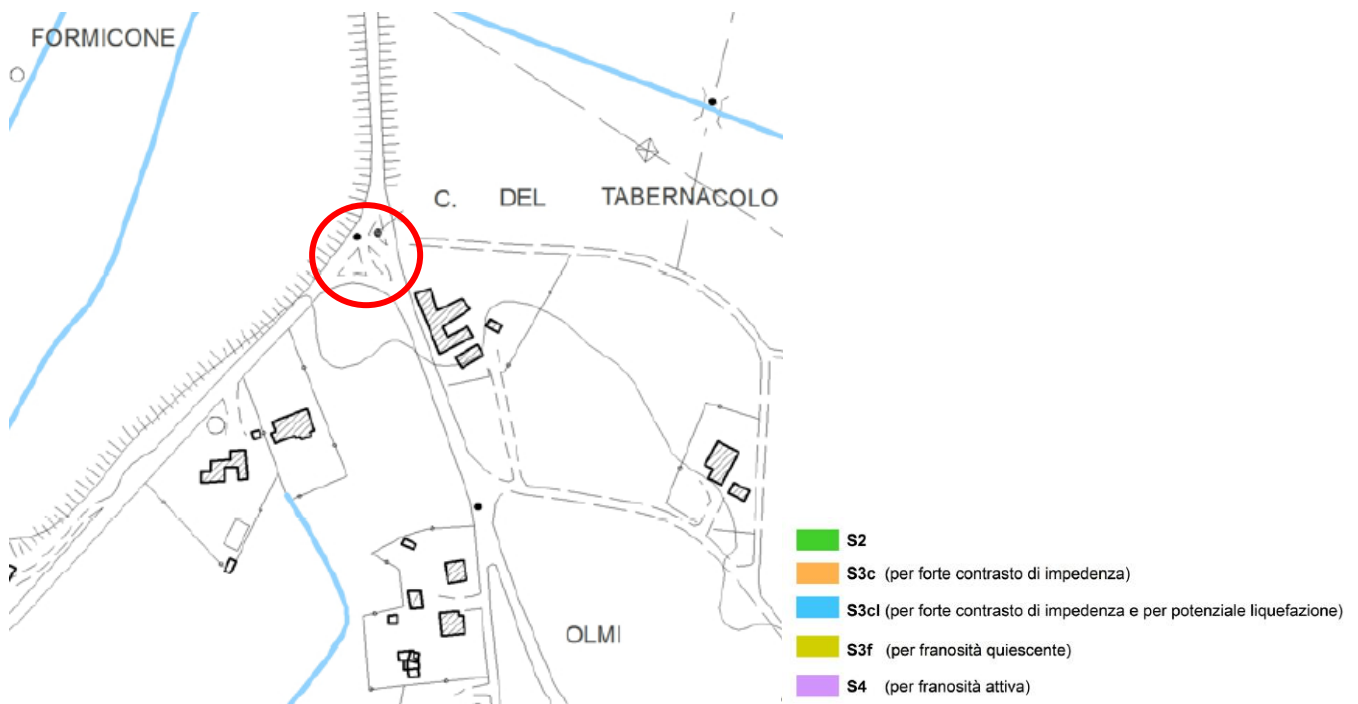 FORMICONE
C. DEL TABERNACOLO
OLMI
S2
S3c (per forte contrasto di impedenza)
S3cl (per forte contrasto di impedenza e per potenziale liquefazione)
S3f (per franosità quiescente)
S4 (per franosità attiva)